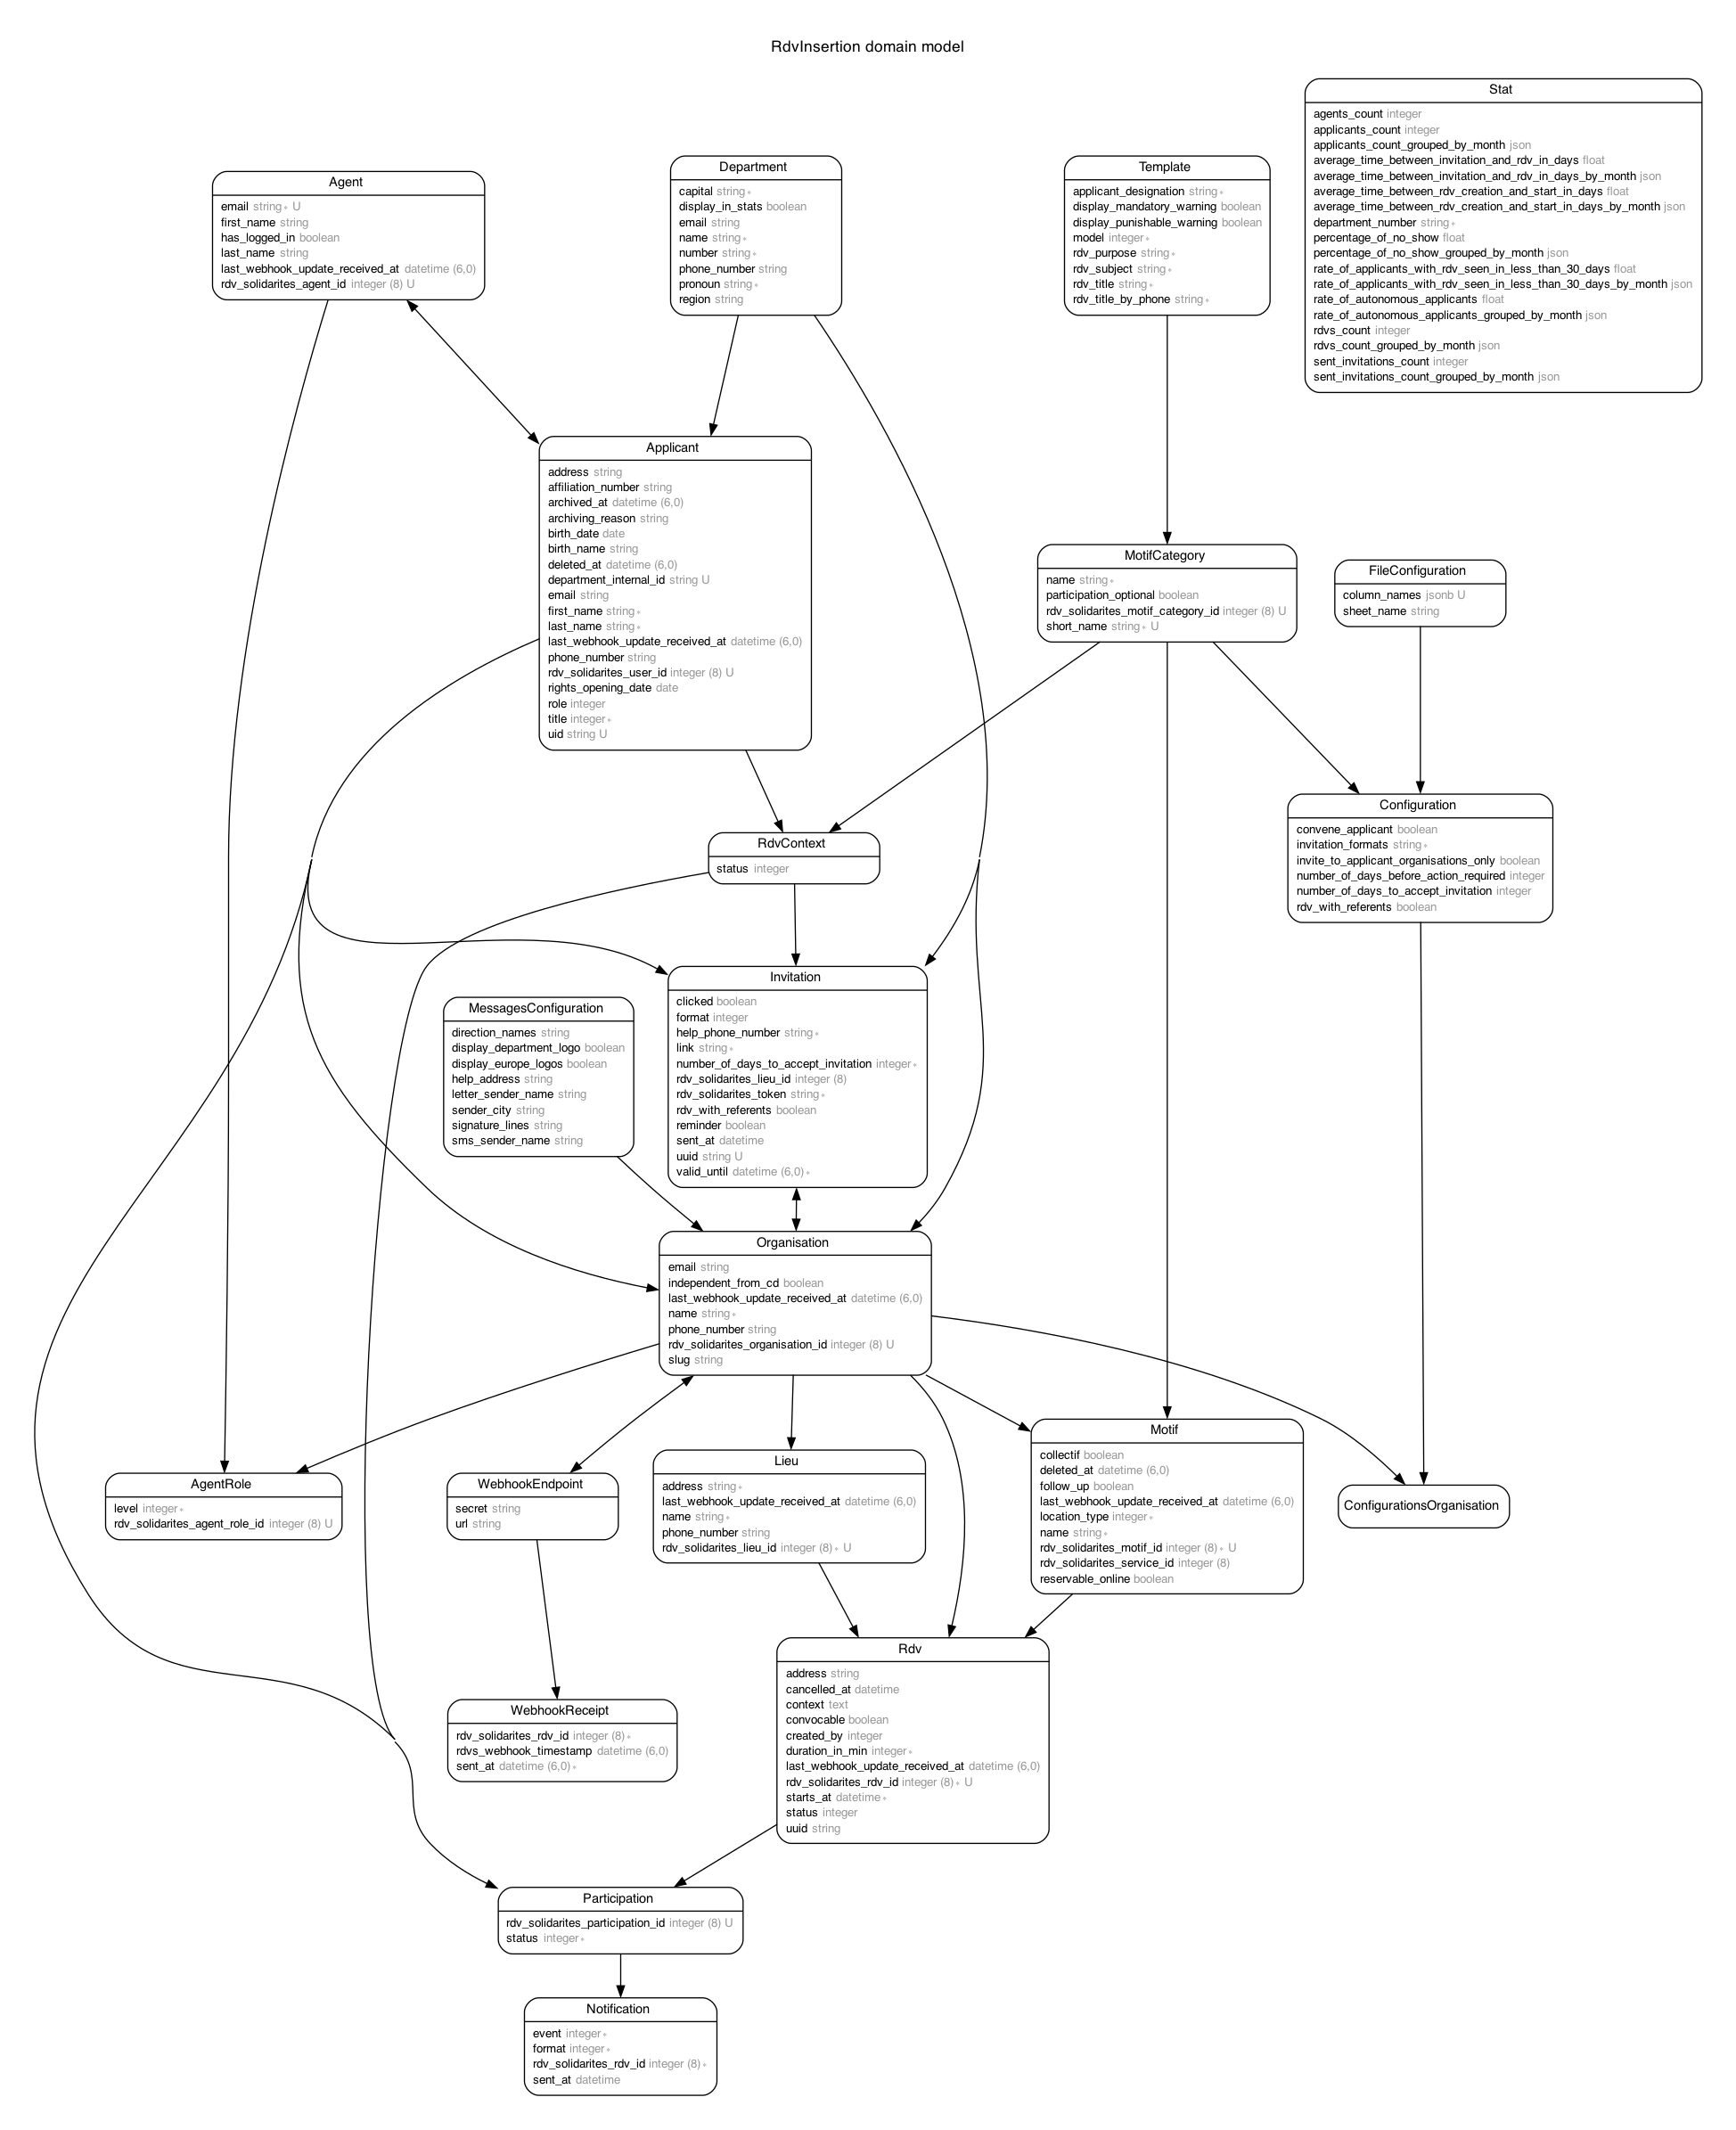 RdvInsertion domain model
Stat
agents_count integer
applicants_count integer
applicants_count_grouped_by_month json
average_time_between_invitation_and_rdv_in_days float
average_time_between_invitation_and_rdv_in_days_by_month json
average_time_between_rdv_creation_and_start_in_days float
average_time_between_rdv_creation_and_start_in_days_by_month json
department_number string ∗
percentage_of_no_show float
percentage_of_no_show_grouped_by_month json
rate_of_applicants_with_rdv_seen_in_less_than_30_days float
rate_of_applicants_with_rdv_seen_in_less_than_30_days_by_month json
rate_of_autonomous_applicants float
rate_of_autonomous_applicants_grouped_by_month json
rdvs_count integer
rdvs_count_grouped_by_month json
sent_invitations_count integer
sent_invitations_count_grouped_by_month json
Agent
email string ∗ U
first_name string
has_logged_in boolean
last_name string
last_webhook_update_received_at datetime (6,0)
rdv_solidarites_agent_id integer (8) U
Department
capital string ∗
display_in_stats boolean
email string
name string ∗
number string ∗
phone_number string
pronoun string ∗
region string
Template
applicant_designation string ∗
display_mandatory_warning boolean
display_punishable_warning boolean
model integer ∗
rdv_purpose string ∗
rdv_subject string ∗
rdv_title string ∗
rdv_title_by_phone string ∗
Applicant
address string
affiliation_number string
archived_at datetime (6,0)
archiving_reason string
birth_date date
birth_name string
deleted_at datetime (6,0)
department_internal_id string U
email string
first_name string ∗
last_name string ∗
last_webhook_update_received_at datetime (6,0)
phone_number string
rdv_solidarites_user_id integer (8) U
rights_opening_date date
role integer
title integer ∗
uid string U
MotifCategory
name string ∗
participation_optional boolean
rdv_solidarites_motif_category_id integer (8) U
short_name string ∗ U
FileConfiguration
column_names jsonb U
sheet_name string
RdvContext
status integer
Configuration
convene_applicant boolean
invitation_formats string ∗
invite_to_applicant_organisations_only boolean
number_of_days_before_action_required integer
number_of_days_to_accept_invitation integer
rdv_with_referents boolean
MessagesConfiguration
direction_names string
display_department_logo boolean
display_europe_logos boolean
help_address string
letter_sender_name string
sender_city string
signature_lines string
sms_sender_name string
Invitation
clicked boolean
format integer
help_phone_number string ∗
link string ∗
number_of_days_to_accept_invitation integer ∗
rdv_solidarites_lieu_id integer (8)
rdv_solidarites_token string ∗
rdv_with_referents boolean
reminder boolean
sent_at datetime
uuid string U
valid_until datetime (6,0) ∗
Organisation
email string
independent_from_cd boolean
last_webhook_update_received_at datetime (6,0)
name string ∗
phone_number string
rdv_solidarites_organisation_id integer (8) U
slug string
AgentRole
level integer ∗
rdv_solidarites_agent_role_id integer (8) U
WebhookEndpoint
secret string
url string
Lieu
address string ∗
last_webhook_update_received_at datetime (6,0)
name string ∗
phone_number string
rdv_solidarites_lieu_id integer (8) ∗ U
Motif
collectif boolean
deleted_at datetime (6,0)
follow_up boolean
last_webhook_update_received_at datetime (6,0)
location_type integer ∗
name string ∗
rdv_solidarites_motif_id integer (8) ∗ U
rdv_solidarites_service_id integer (8)
reservable_online boolean
ConfigurationsOrganisation
WebhookReceipt
rdv_solidarites_rdv_id integer (8) ∗
rdvs_webhook_timestamp datetime (6,0)
sent_at datetime (6,0) ∗
Rdv
address string
cancelled_at datetime
context text
convocable boolean
created_by integer
duration_in_min integer ∗
last_webhook_update_received_at datetime (6,0)
rdv_solidarites_rdv_id integer (8) ∗ U
starts_at datetime ∗
status integer
uuid string
Participation
rdv_solidarites_participation_id integer (8) U
status integer ∗
Notification
event integer ∗
format integer ∗
rdv_solidarites_rdv_id integer (8) ∗
sent_at datetime